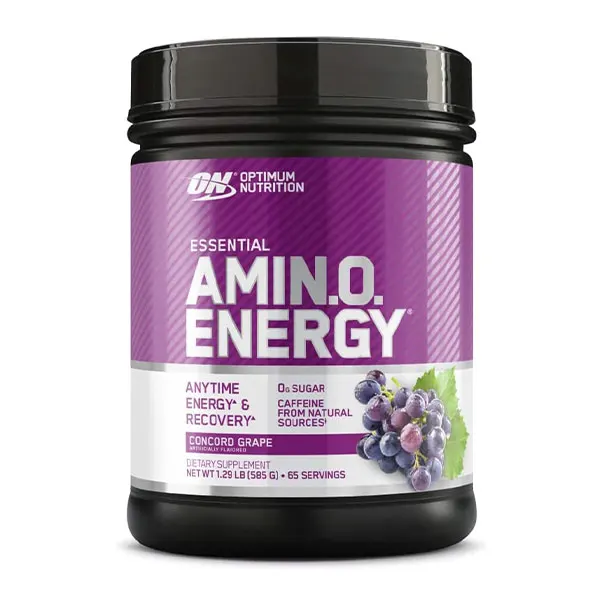 ON OPTIMUM
NUTRITION
ESSENTIAL
AMIN.O.
ENERGY®
ANYTIME
ENERGY▲ &
RECOVERY▲
0G SUGAR
CAFFEINE
FROM NATURAL
SOURCES†
CONCORD GRAPE
ARTIFICIALLY FLAVORED
DIETARY SUPPLEMENT
NET WT 1.29 LB (585 G) • 65 SERVINGS